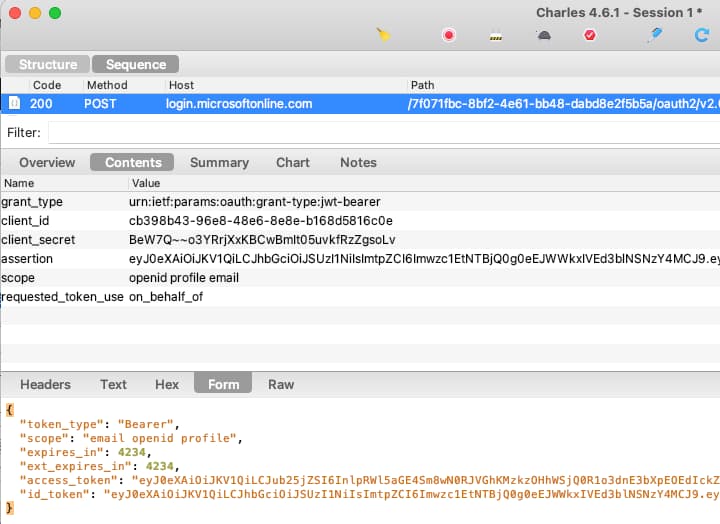 Charles 4.6.1 - Session 1 *
Structure Sequence
Code Method Host Path
200 POST login.microsoftonline.com /7f071fbc-8bf2-4e61-bb48-dabd8e2f5b5a/oauth2/v2.
Filter:
Overview Contents Summary Chart Notes
Name Value
grant_type urn:ietf:params:oauth:grant-type:jwt-bearer
client_id cb398b43-96e8-48e6-8e8e-b168d5816c0e
client_secret BeW7Q~~o3YRrjXxKBCwBmlt05uvkfRzZgsoLv
assertion eyJ0eXAiOiJKV1QiLCJhbGciOiJSUzI1NiIsImtpZCI6Imwzc1EtNTBjQ0g0eEJWWkxIVEd3blNSNzY4MCJ9.ey
scope openid profile email
requested_token_use on_behalf_of
Headers Text Hex Form Raw
{
"token_type": "Bearer",
"scope": "email openid profile",
"expires_in": 4234,
"ext_expires_in": 4234,
"access_token": "eyJ0eXAiOiJKV1QiLCJub25jZSI6InlpRWl5aGE4Sm8wN0RJVGhKMzkzOHhWSjQ0R1o3dnE3bXpEOEdIckZ
"id_token": "eyJ0eXAiOiJKV1QiLCJhbGciOiJSUzI1NiIsImtpZCI6Imwzc1EtNTBjQ0g0eEJWWkxIVEd3blNSNzY4MCJ9.
}